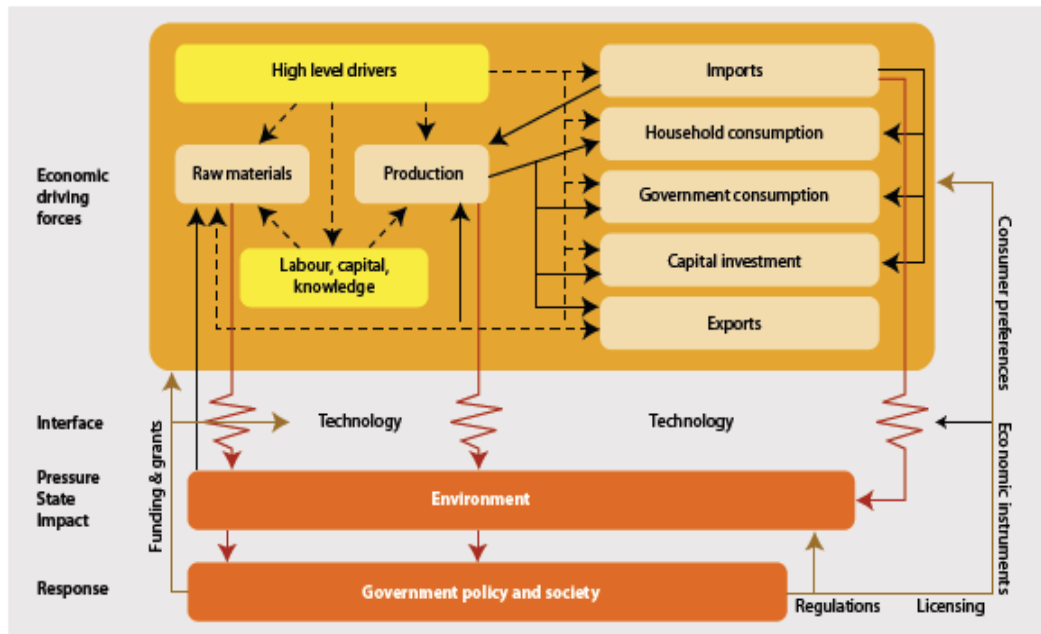 High level drivers
Imports
Household consumption
Economic
driving
forces
Raw materials
Production
Government consumption
Labour, capital,
knowledge
Capital investment
Exports
Consumer preferences
Interface
Technology
Technology
Funding & grants
Economic instruments
Pressure
State
Impact
Environment
Response
Government policy and society
Regulations
Licensing